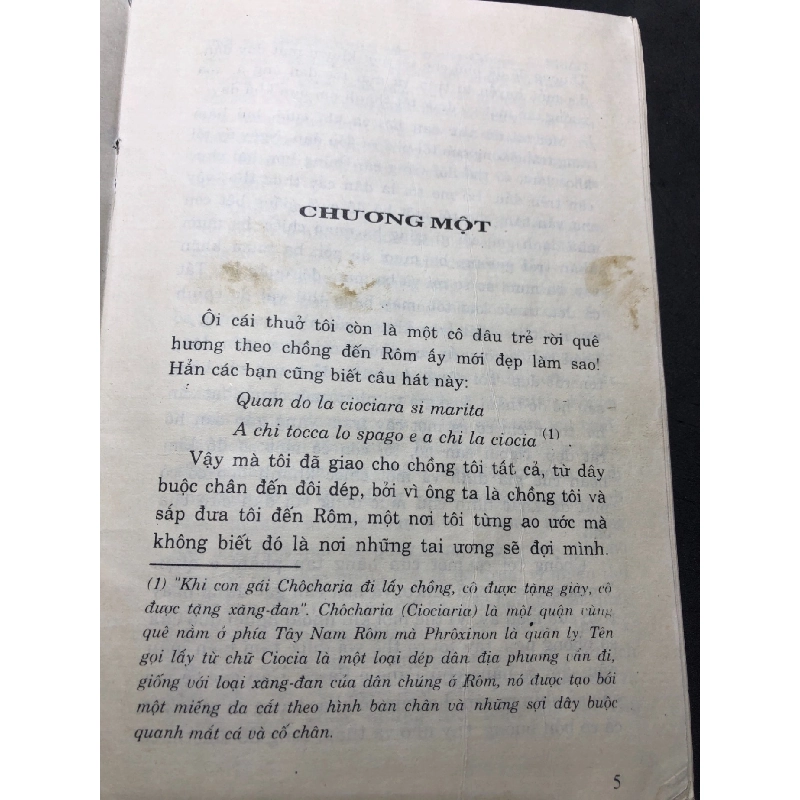 CHƯƠNG MỘT
Ôi cái thuở tôi còn là một cô dâu trẻ rời quê
hương theo chồng đến Rôm ấy mới đẹp làm sao!
Hẳn các bạn cũng biết câu hát này:
Quan do la ciociara si marita
A chi tocca lo spago e a chi la ciocia (1) .
Vậy mà tôi đã giao cho chồng tôi tất cả, từ dây
buộc chân đến đôi dép, bởi vì ông ta là chồng tôi và
sắp đưa tôi đến Rôm, một nơi tôi từng ao ước mà
không biết đó là nơi những tai ương sẽ đợi mình.
(1) "Khi con gái Chôcharia đi lấy chồng, cô được tặng giày, cô
được tặng xăng-đan". Chôcharia (Ciociaria) là một quận vùng
quê nằm ở phía Tây Nam Rôm mà Phrôxinon là quận lỵ. Tên
gọi lấy từ chữ Ciocia là một loại dép dân địa phương vẫn đi,
giống với loại xăng-đan của dân chúng ở Rôm, nó được tạo bởi
một miếng da cắt theo hình bàn chân và những sợi dây buộc
quanh mắt cá và cổ chân.
5